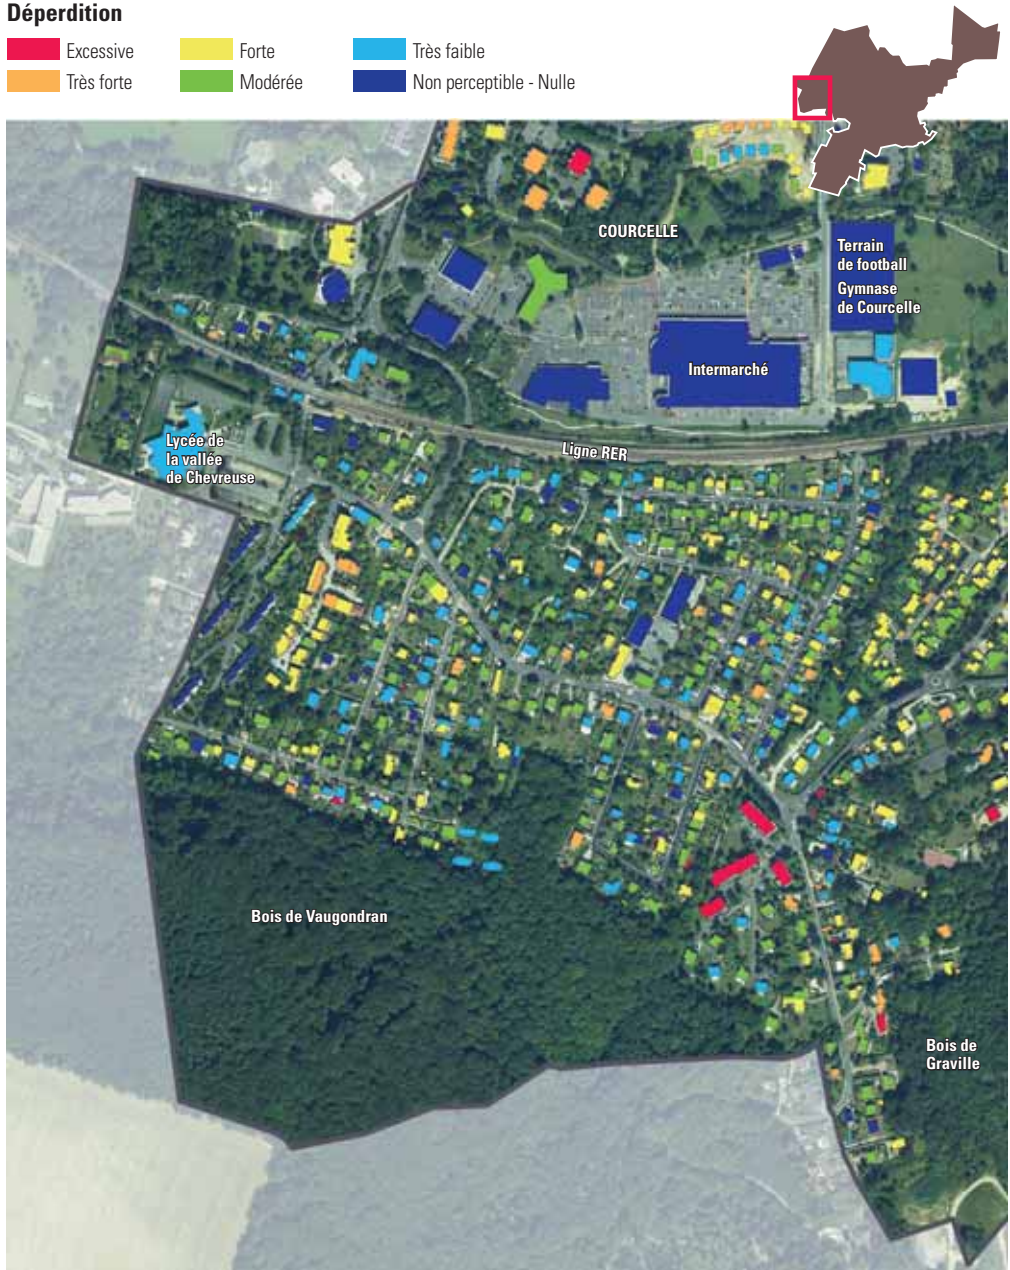 Déperdition
Excessive
Forte
Très faible
Très forte
Modérée
Non perceptible - Nulle
COURCELLE
Terrain
de football
Gymnase
de Courcelle
Intermarché
Lycée de
la vallée
de Chevreuse
Ligne RER
Bois de Vaugondran
Bois de
Graville